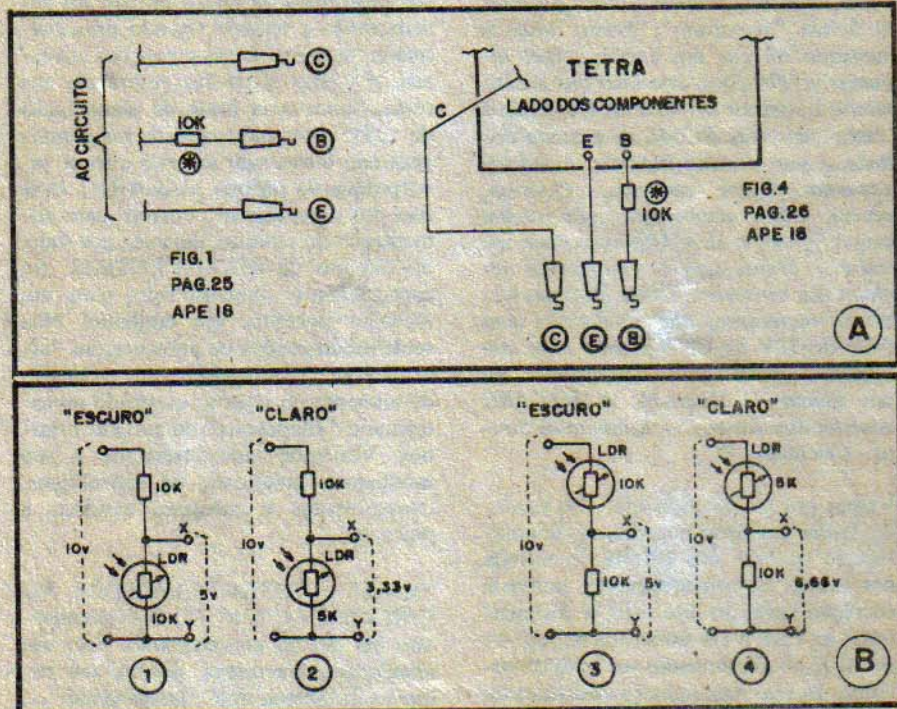 AO CIRCUITO
C
10K
B
E
FIG.1
PAG.25
APE 18
TETRA
LADO DOS COMPONENTES
C
E B
10K
FIG.4
PAG.26
APE 18
C E B
A
"ESCURO"
10K
10v
X
LDR
5v
10K
Y
1
"CLARO"
10K
10v
X
LDR
3,33v
5K
Y
2
"ESCURO"
LDR
10K
10v
X
10K
5v
Y
3
"CLARO"
LDR
5K
10v
X
10K
6,66v
Y
4
B